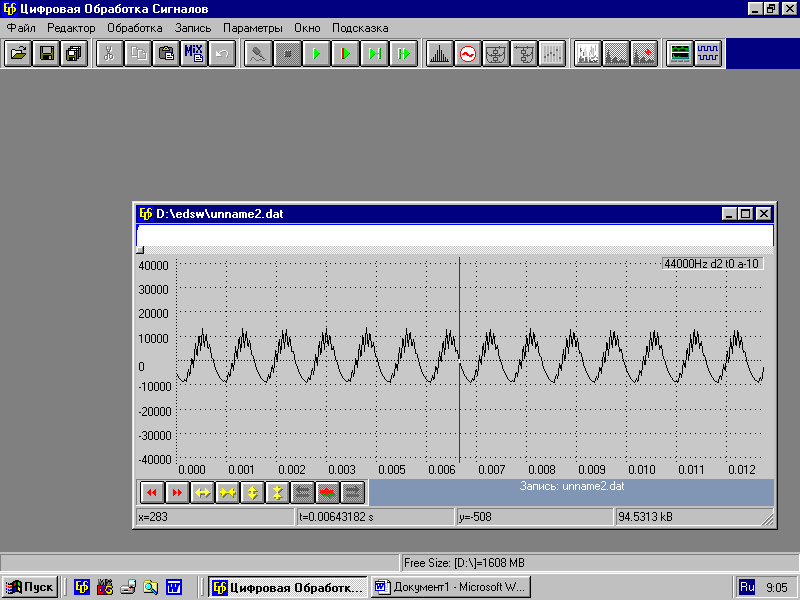 Цифровая Обработка Сигналов
Файл Редактор Обработка Запись Параметры Окно Подсказка
MiX
D:\edsw\unname2.dat
44000Hz d2 t0 a-10
40000
30000
20000
10000
0
-10000
-20000
-30000
-40000
0.000 0.001 0.002 0.003 0.005 0.006 0.007 0.008 0.009 0.010 0.011 0.012
Запись: unname2.dat
x=283 t=0.00643182 s y=-508 94.5313 kB
Free Size: [D:\]=1608 MB
Пуск Цифровая Обработк... Документ1 - Microsoft W... Ru 9:05